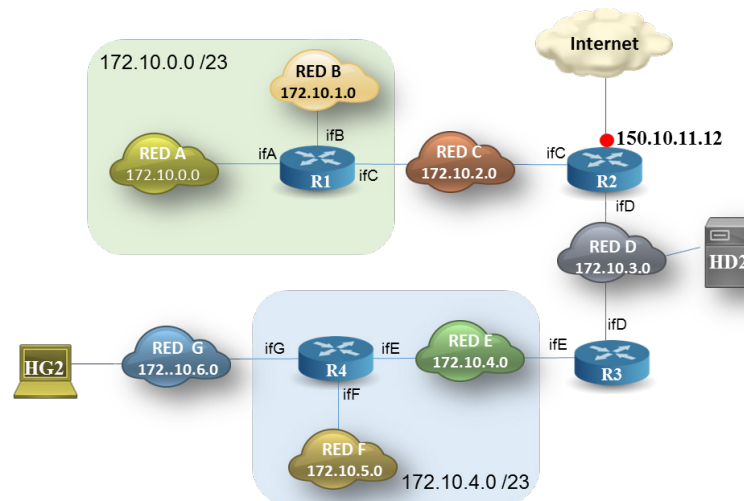 Internet
172.10.0.0 /23
RED B
172.10.1.0
150.10.11.12
ifB
RED A
172.10.0.0
ifA
R1
ifC
RED C
172.10.2.0
ifC
R2
ifD
RED D
172.10.3.0
HD2
HG2
RED G
172..10.6.0
ifG
R4
ifE
RED E
172.10.4.0
ifE
ifD
R3
ifF
RED F
172.10.5.0
172.10.4.0 /23